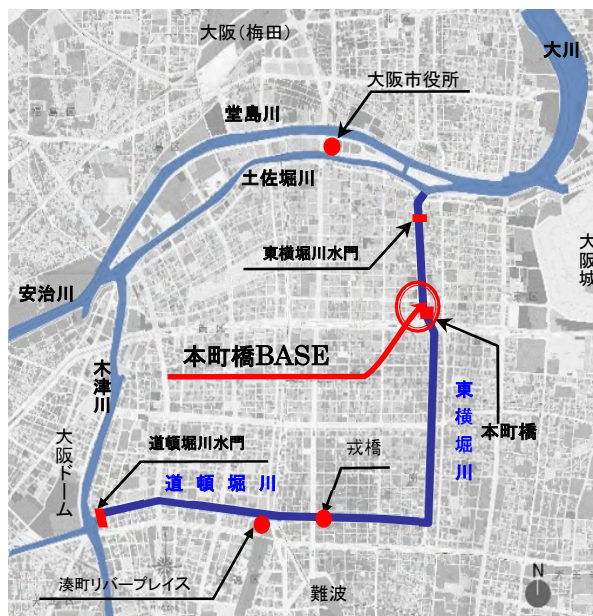 大阪(梅田)
大川
大阪市役所
堂島川
土佐堀川
東横堀川水門
大阪城
安治川
本町橋BASE
木津川
東横堀川
本町橋
大阪ドーム
道頓堀川水門
戎橋
道頓堀川
湊町リバープレイス
難波
N